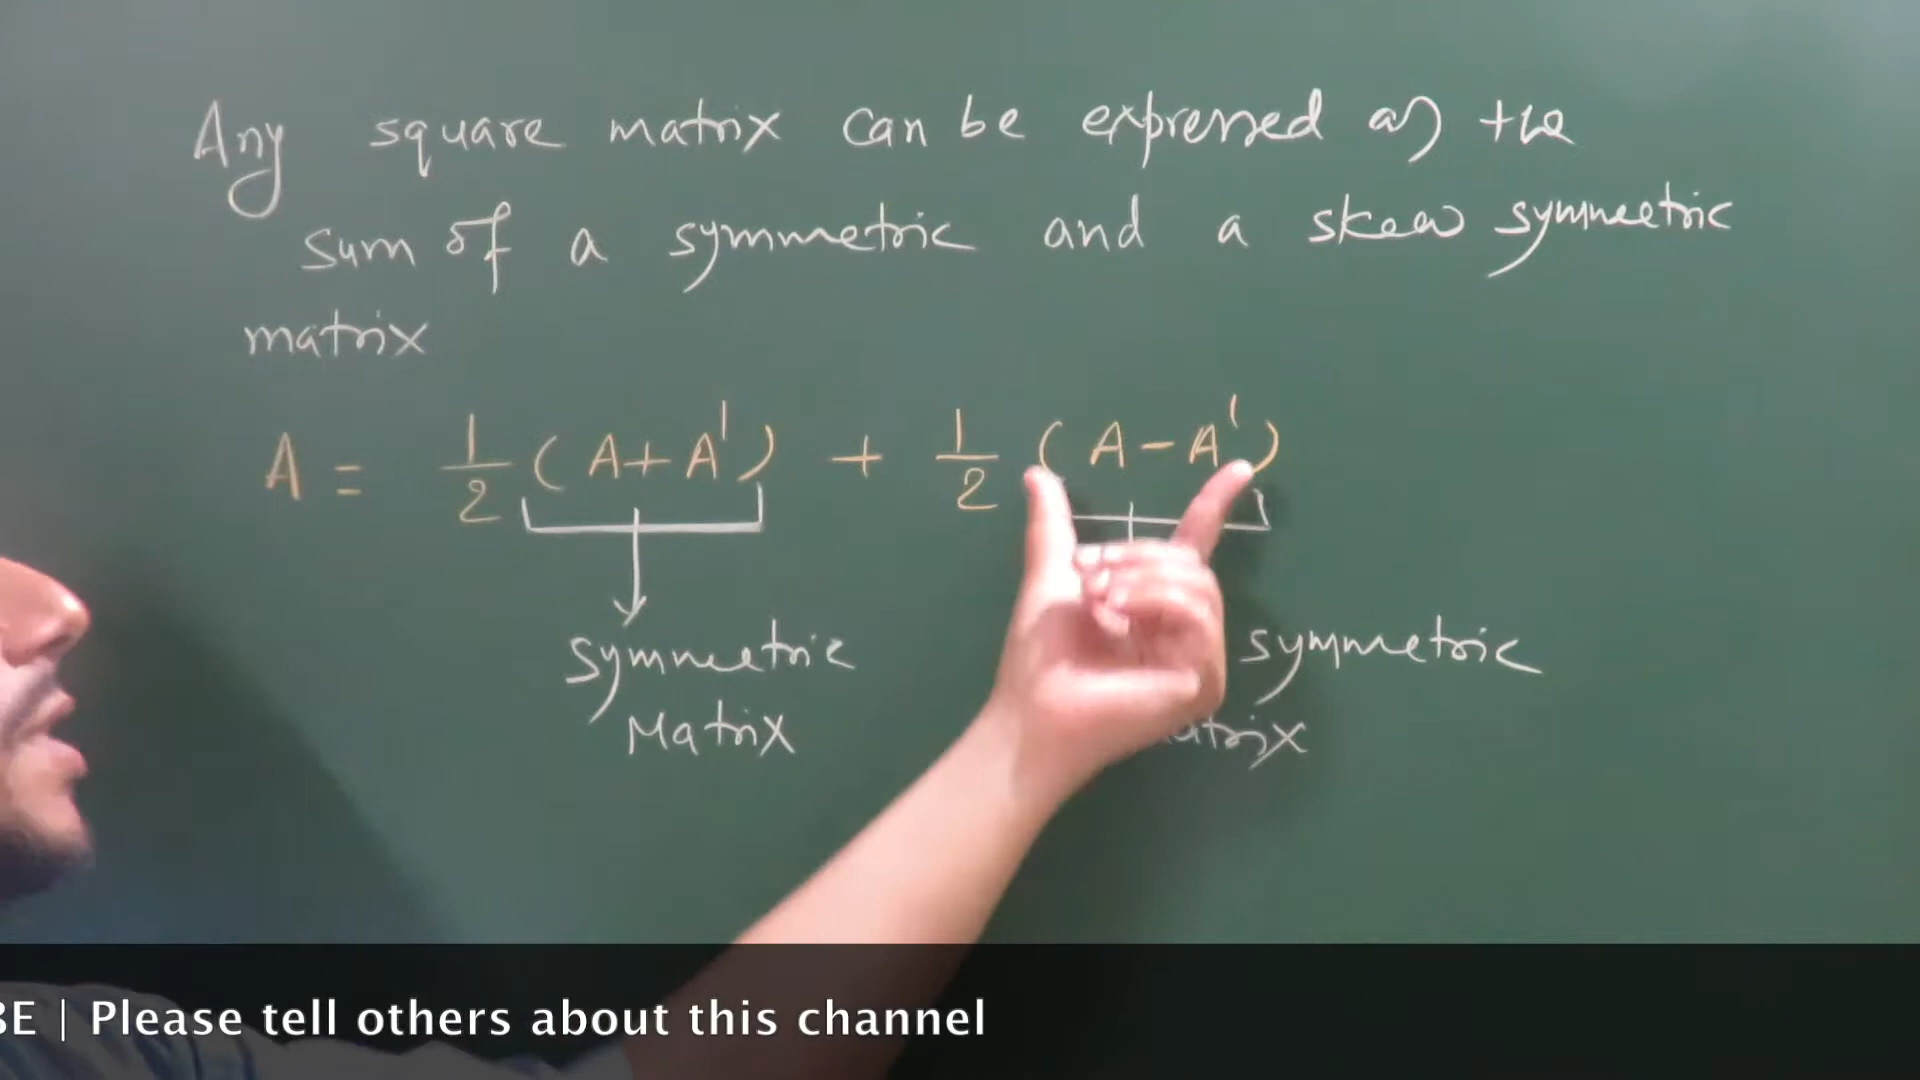 Any square matrix can be expressed as the
sum of a symmetric and a skew symmetric
matrix
A = 1/2 (A + A') + 1/2 (A - A')
symmetric symmetric
Matrix
| Please tell others about this channel